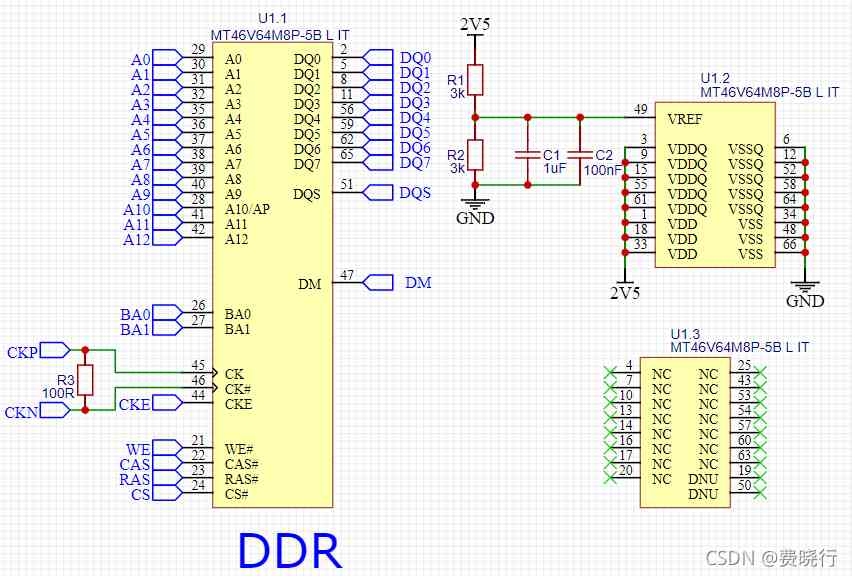 U1.1
MT46V64M8P-5B L IT
A0 29 A0 DQ0 2 DQ0
A1 30 A1 DQ1 5 DQ1
A2 31 A2 DQ2 8 DQ2
A3 32 A3 DQ3 11 DQ3
A4 35 A4 DQ4 56 DQ4
A5 36 A5 DQ5 59 DQ5
A6 37 A6 DQ6 62 DQ6
A7 38 A7 DQ7 65 DQ7
A8 39 A8
A9 40 A9 DQS 51 DQS
A10 28 A10/AP
A11 41 A11
A12 42 A12
DM 47 DM
BA0 26 BA0
BA1 27 BA1
CKP 45 CK
R3
100R
46 CK#
CKN
CKE 44 CKE
WE 21 WE#
CAS 22 CAS#
RAS 23 RAS#
CS 24 CS#
DDR
2V5
R1
3k
R2
3k
C1
1uF
C2
100nF
GND
U1.2
MT46V64M8P-5B L IT
49 VREF
3 VDDQ VSSQ 6
9 VDDQ VSSQ 12
15 VDDQ VSSQ 52
55 VDDQ VSSQ 58
61 VDDQ VSSQ 64
1 VDD VSS 34
18 VDD VSS 48
33 VDD VSS 66
2V5
GND
U1.3
MT46V64M8P-5B L IT
4 NC NC 25
7 NC NC 43
10 NC NC 53
13 NC NC 54
14 NC NC 57
16 NC NC 60
17 NC NC 63
20 NC DNU 19
DNU 50
CSDN @费晓行